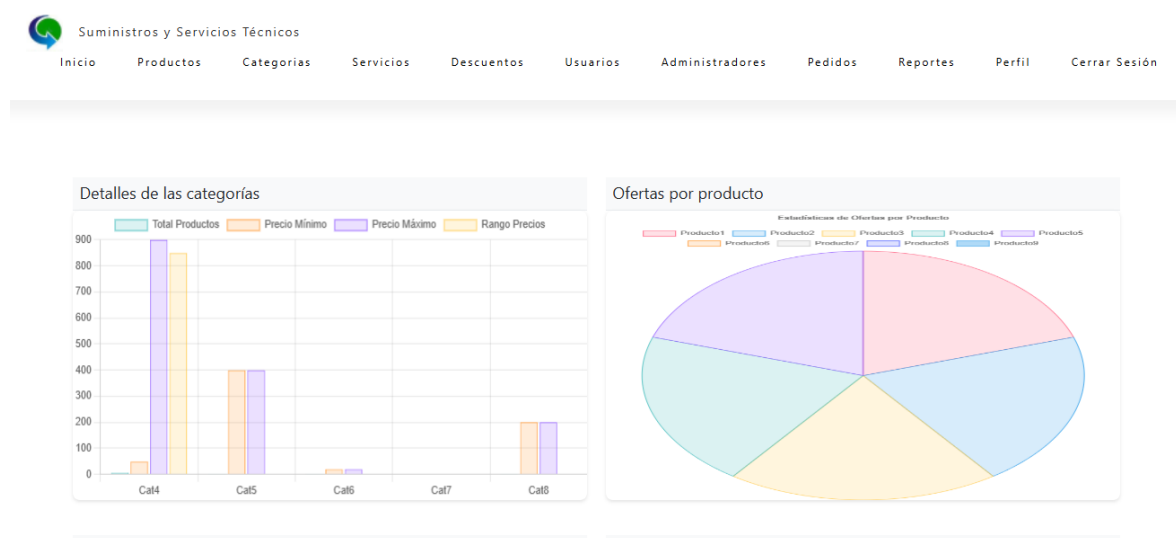 Suministros y Servicios Técnicos
Inicio Productos Categorias Servicios Descuentos Usuarios Administradores Pedidos Reportes Perfil Cerrar Sesión
Detalles de las categorías
Total Productos Precio Mínimo Precio Máximo Rango Precios
900
800
700
600
500
400
300
200
100
0
Cat4 Cat5 Cat6 Cat7 Cat8
Ofertas por producto
Estadísticas de Ofertas por Producto
Producto1 Producto2 Producto3 Producto4 Producto5
Producto6 Producto7 Producto8 Producto9